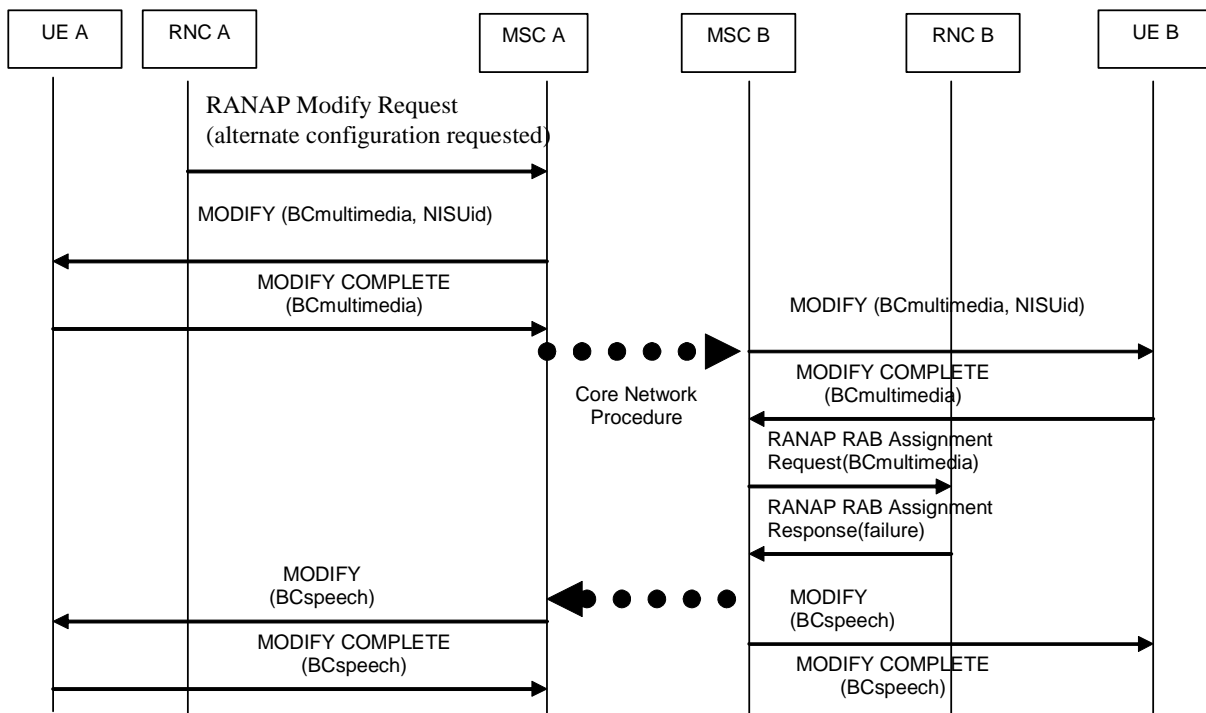 UE A
RNC A
MSC A
MSC B
RNC B
UE B
RANAP Modify Request
(alternate configuration requested)
MODIFY (BCmultimedia, NISUid)
MODIFY COMPLETE
(BCmultimedia)
MODIFY (BCmultimedia, NISUid)
Core Network
Procedure
MODIFY COMPLETE
(BCmultimedia)
RANAP RAB Assignment
Request(BCmultimedia)
RANAP RAB Assignment
Response(failure)
MODIFY
(BCspeech)
MODIFY
(BCspeech)
MODIFY COMPLETE
(BCspeech)
MODIFY COMPLETE
(BCspeech)